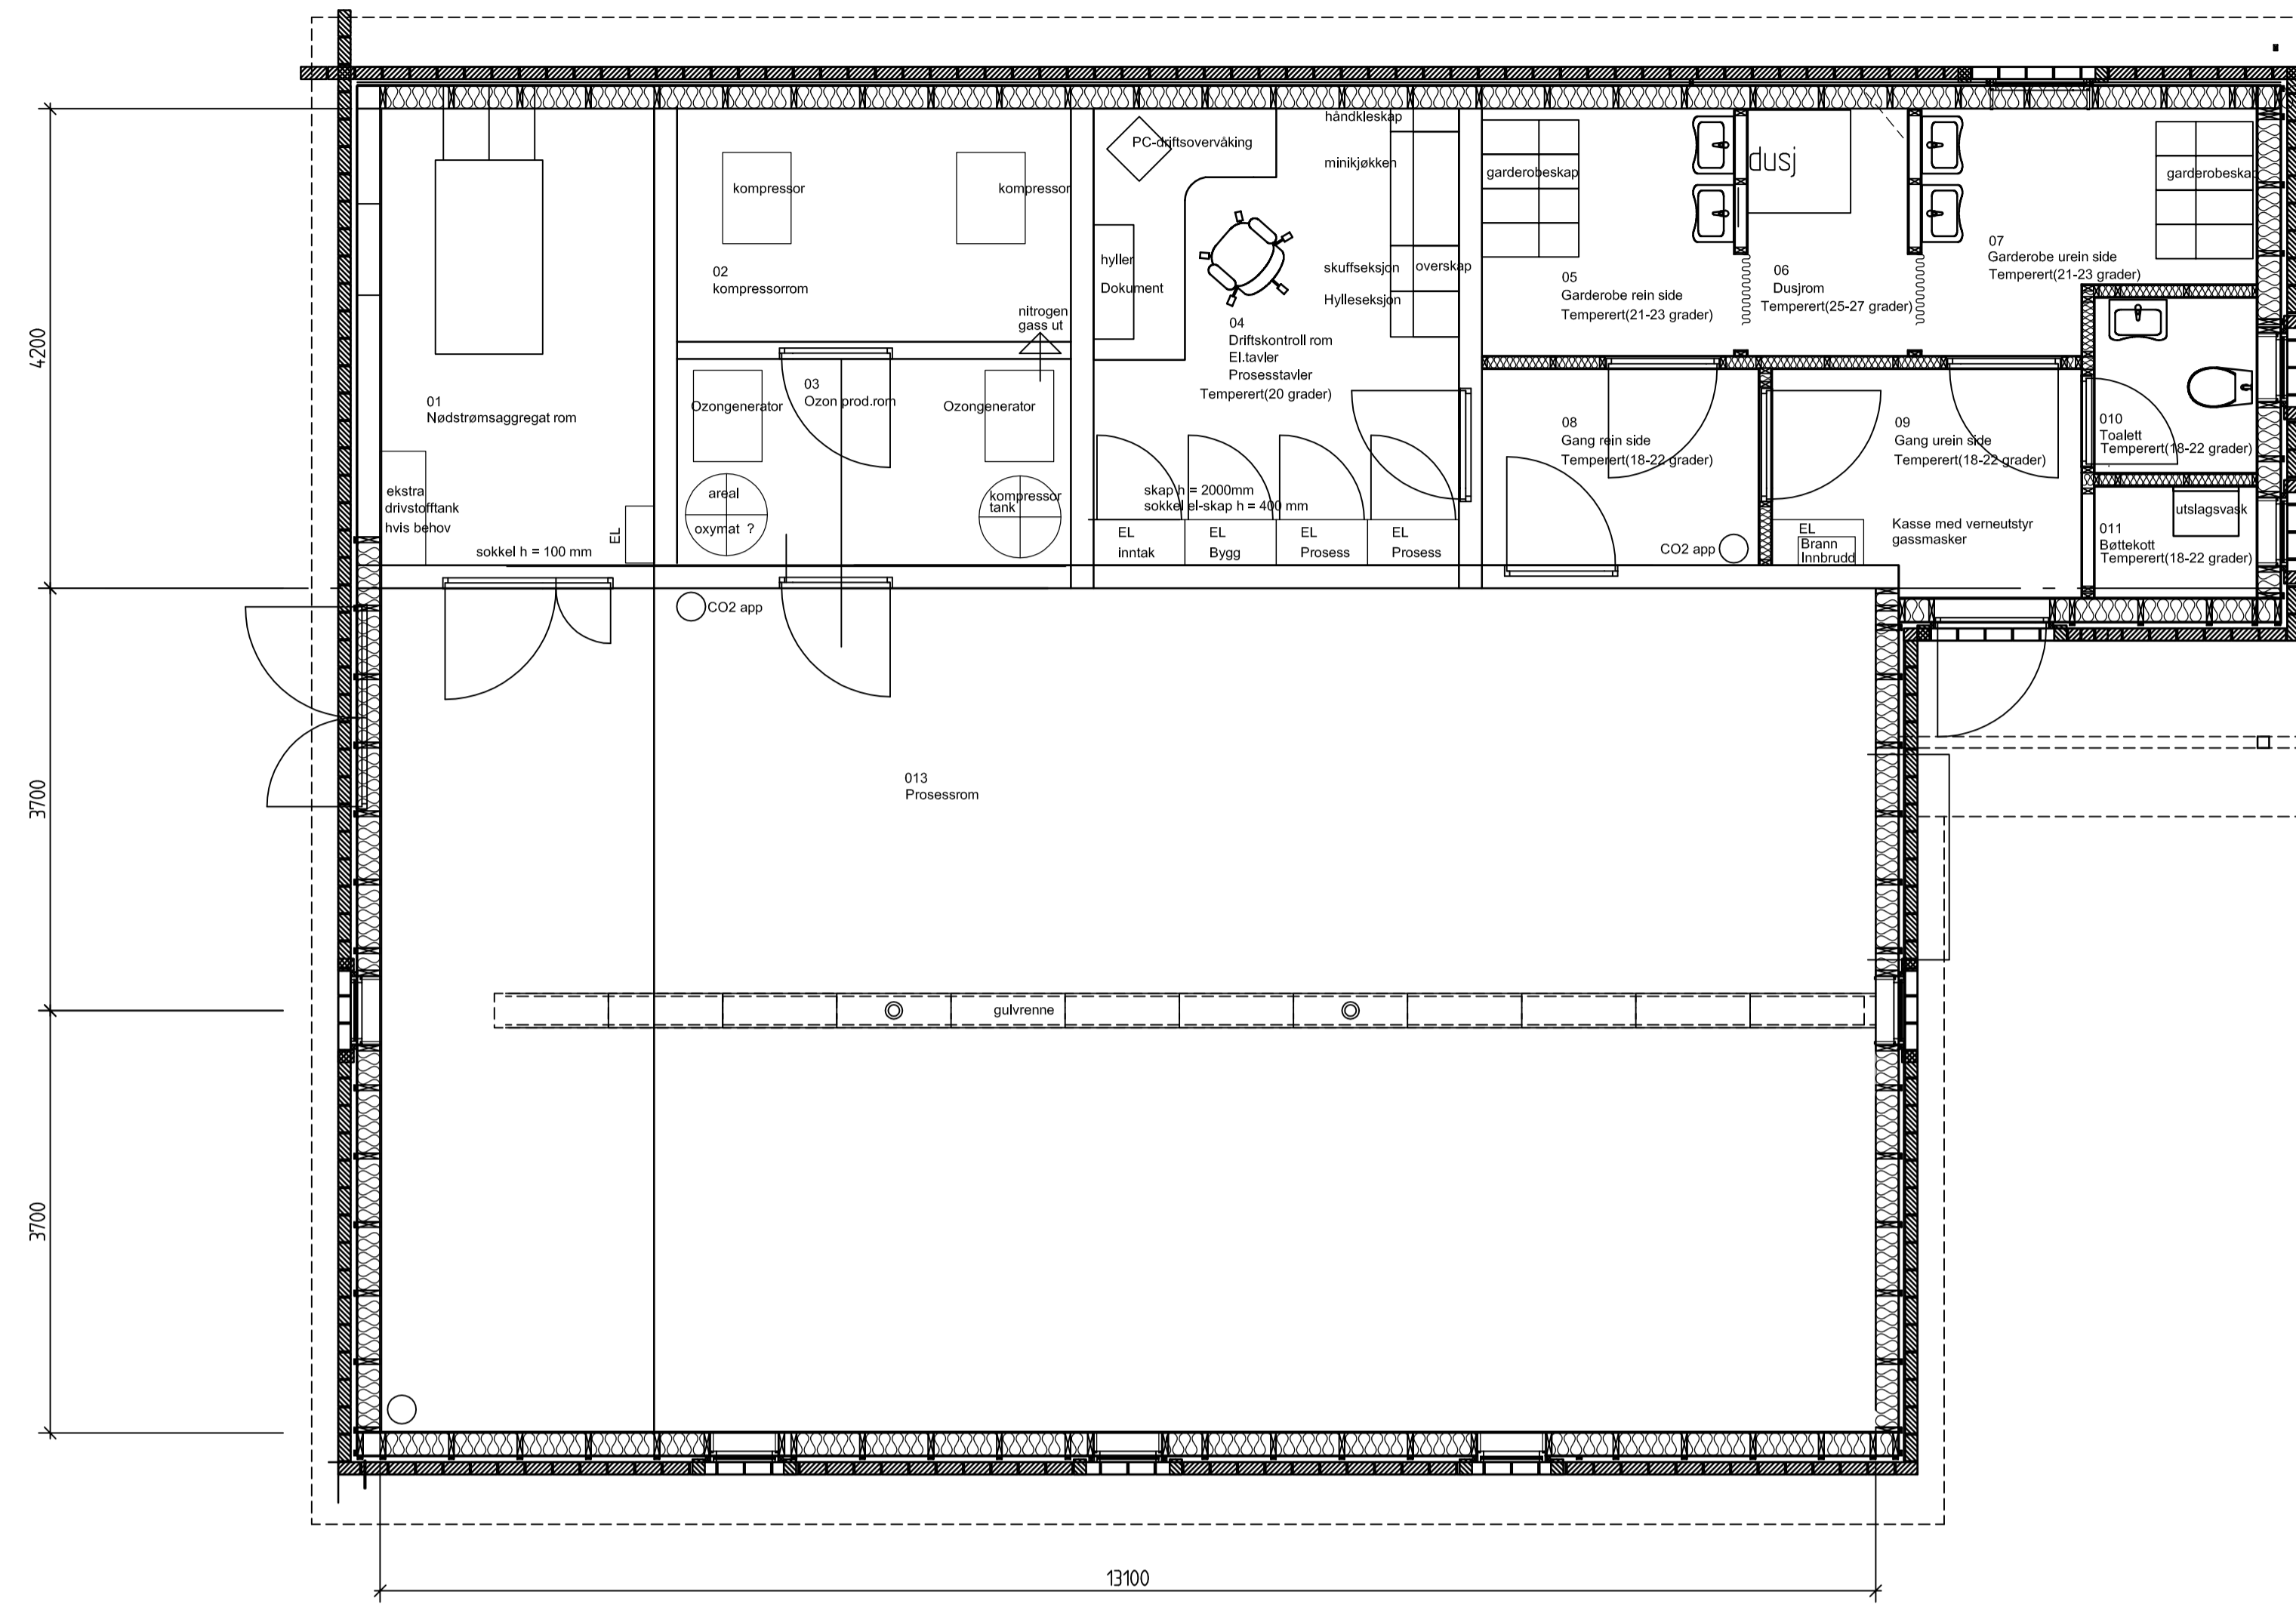 4200
3700
3700
13100
01
Nødstrømsaggregat rom
ekstra
drivstofftank
hvis behov
sokkel h = 100 mm
EL
kompressor
kompressor
02
kompressorrom
nitrogen
gass ut
03
Ozon prod.rom
Ozongenerator
Ozongenerator
areal
oxymat ?
kompressor
tank
CO2 app
PC-driftsovervåking
hyller
Dokument
håndkleskap
minikjøkken
skuffseksjon
overskap
Hylleseksjon
04
Driftskontroll rom
El.tavler
Prosesstavler
Temperert(20 grader)
skap h = 2000mm
sokkel el-skap h = 400 mm
EL
inntak
EL
Bygg
EL
Prosess
EL
Prosess
garderobeskap
05
Garderobe rein side
Temperert(21-23 grader)
dusj
06
Dusjrom
Temperert(25-27 grader)
07
Garderobe urein side
Temperert(21-23 grader)
garderobeskap
08
Gang rein side
Temperert(18-22 grader)
CO2 app
09
Gang urein side
Temperert(18-22 grader)
EL
Brann
Innbrudd
Kasse med verneutstyr
gassmasker
010
Toalett
Temperert(18-22 grader)
utslagsvask
011
Bøttekott
Temperert(18-22 grader)
013
Prosessrom
gulvrenne